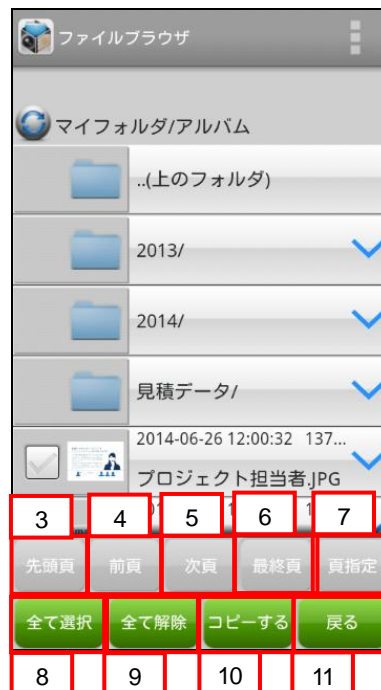 ファイルブラウザ
マイフォルダ/アルバム
..(上のフォルダ)
2013/
2014/
見積データ/
2014-06-26 12:00:32 137...
プロジェクト担当者.JPG
3 4 5 6 7
先頭頁 前頁 次頁 最終頁 頁指定
全て選択 全て解除 コピーする 戻る
8 9 10 11